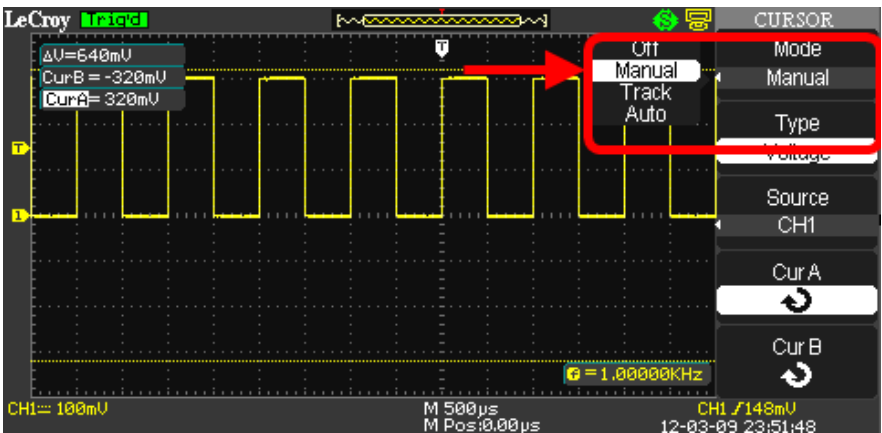 LeCroy Trig'd CURSOR
ΔV=640mV
CurB = -320mV
CurA= 320mV
Off
Manual
Track
Auto
Mode
Manual
Type
Voltage
Source
CH1
Cur A
Cur B
T
T
1
f = 1.00000KHz
CH1 100mV
M 500µs
M Pos:0.00µs
CH1 148mV
12-03-09 23:51:48